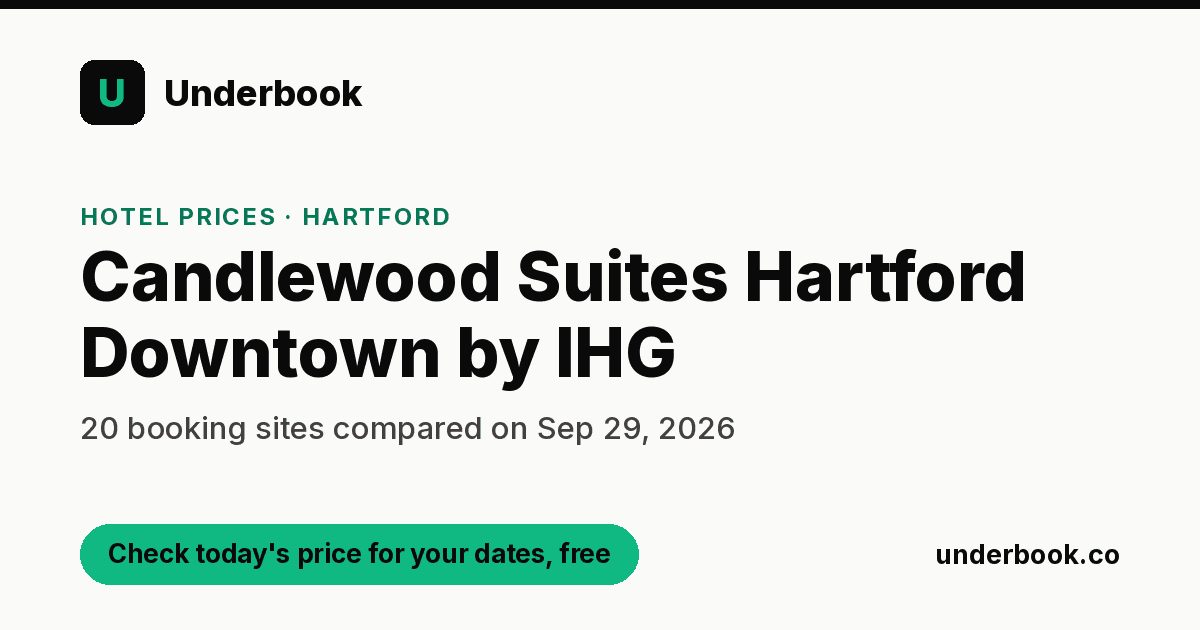 U Underbook
HOTEL PRICES · HARTFORD
Candlewood Suites Hartford
Downtown by IHG
20 booking sites compared on Sep 29, 2026
Check today's price for your dates, free
underbook.co